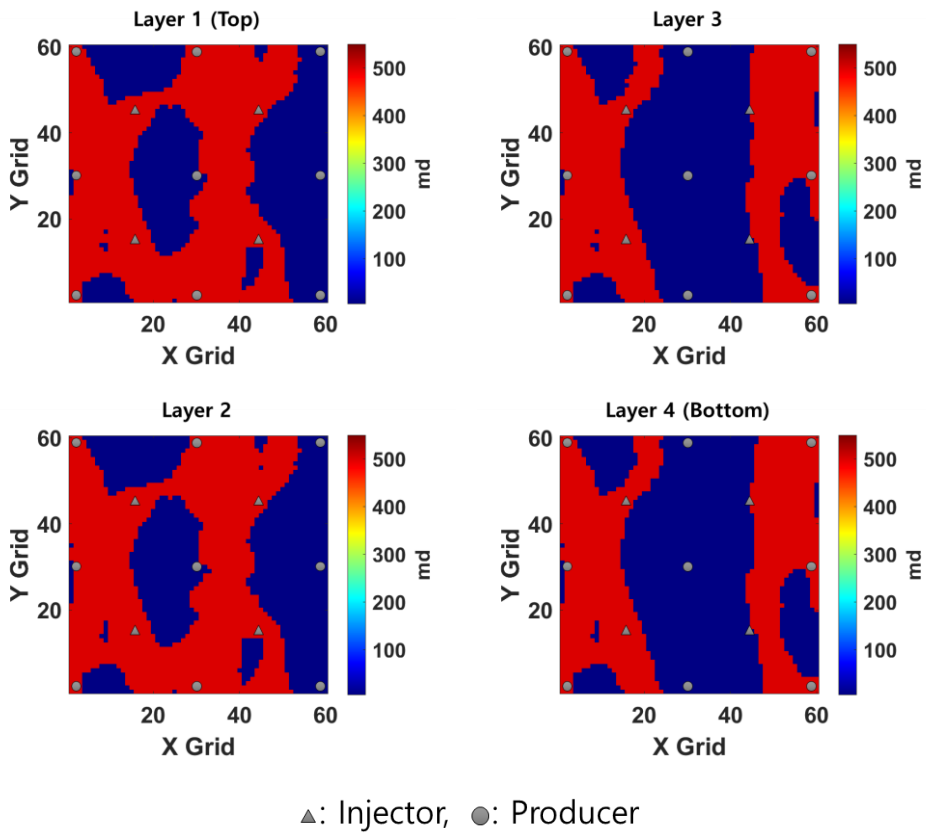 Layer 1 (Top)
60
40
20
Y Grid
20
40
60
X Grid
500
400
300
200
100
md
Layer 3
60
40
20
Y Grid
20
40
60
X Grid
500
400
300
200
100
md
Layer 2
60
40
20
Y Grid
20
40
60
X Grid
500
400
300
200
100
md
Layer 4 (Bottom)
60
40
20
Y Grid
20
40
60
X Grid
500
400
300
200
100
md
: Injector, : Producer